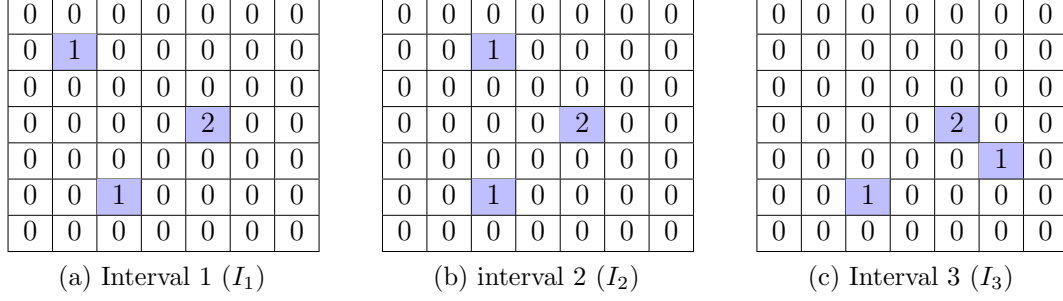 0 0 0 0 0 0 0 0 0 0 0 0 0 0 0 0 0 0 0 0 0
0 1 0 0 0 0 0 0 0 1 0 0 0 0 0 0 0 0 0 0 0
0 0 0 0 0 0 0 0 0 0 0 0 0 0 0 0 0 0 0 0 0
0 0 0 0 2 0 0 0 0 0 0 2 0 0 0 0 0 0 2 0 0
0 0 0 0 0 0 0 0 0 0 0 0 0 0 0 0 0 0 0 1 0
0 0 1 0 0 0 0 0 0 1 0 0 0 0 0 0 1 0 0 0 0
0 0 0 0 0 0 0 0 0 0 0 0 0 0 0 0 0 0 0 0 0
(a) Interval 1 (I₁) (b) interval 2 (I₂) (c) Interval 3 (I₃)